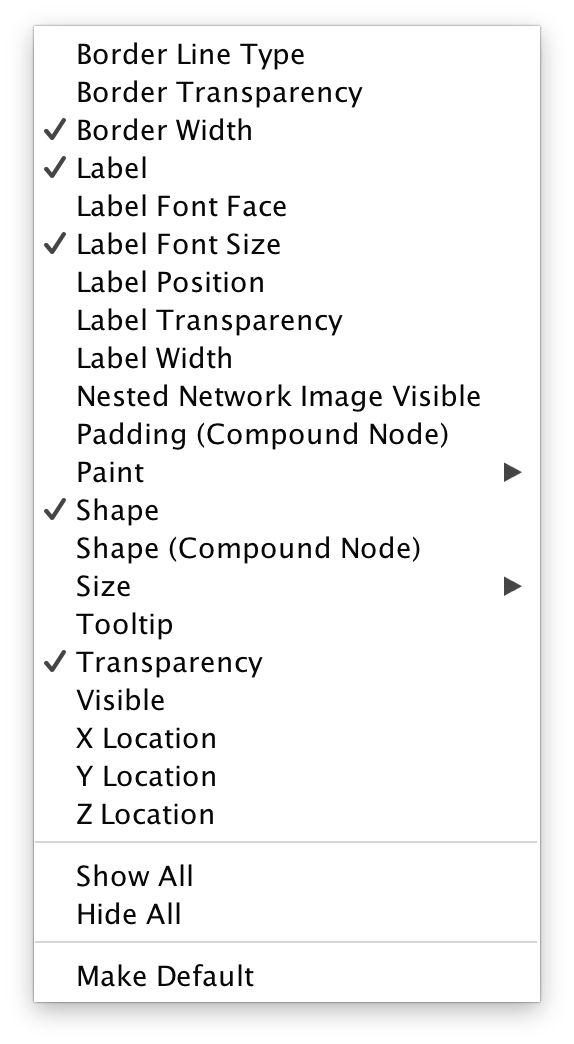 Border Line Type
Border Transparency
Border Width
Label
Label Font Face
Label Font Size
Label Position
Label Transparency
Label Width
Nested Network Image Visible
Padding (Compound Node)
Paint
Shape
Shape (Compound Node)
Size
Tooltip
Transparency
Visible
X Location
Y Location
Z Location
Show All
Hide All
Make Default